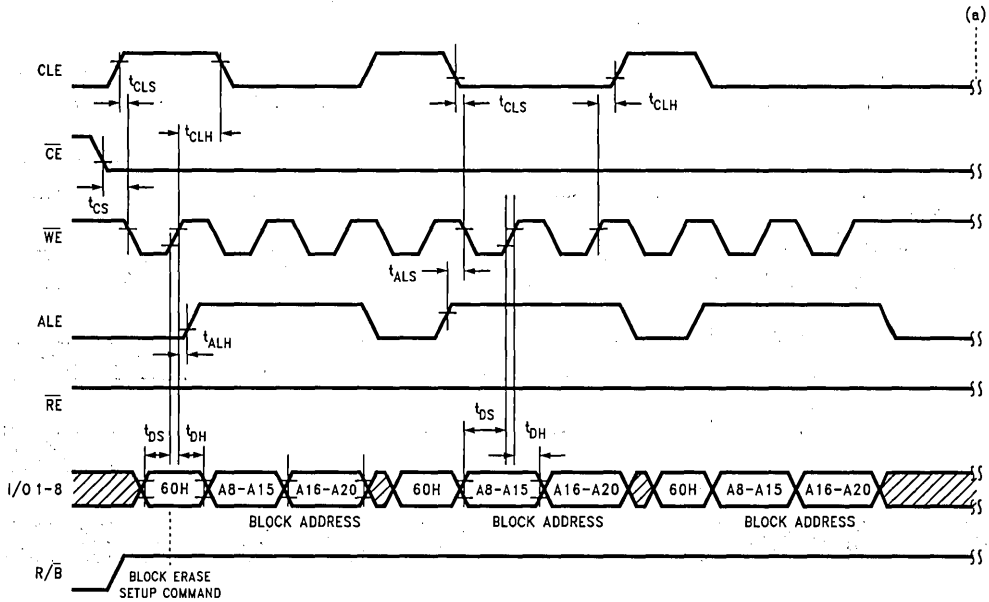 (a)
CLE
tCLS
tCLS
tCLH
tCLH
CE
tCS
WE
tALS
ALE
tALH
RE
tDS
tDH
tDS
tDH
I/O 1-8
60H
A8-A15
A16-A20
60H
A8-A15
A16-A20
60H
A8-A15
A16-A20
BLOCK ADDRESS
BLOCK ADDRESS
BLOCK ADDRESS
R/B
BLOCK ERASE
SETUP COMMAND